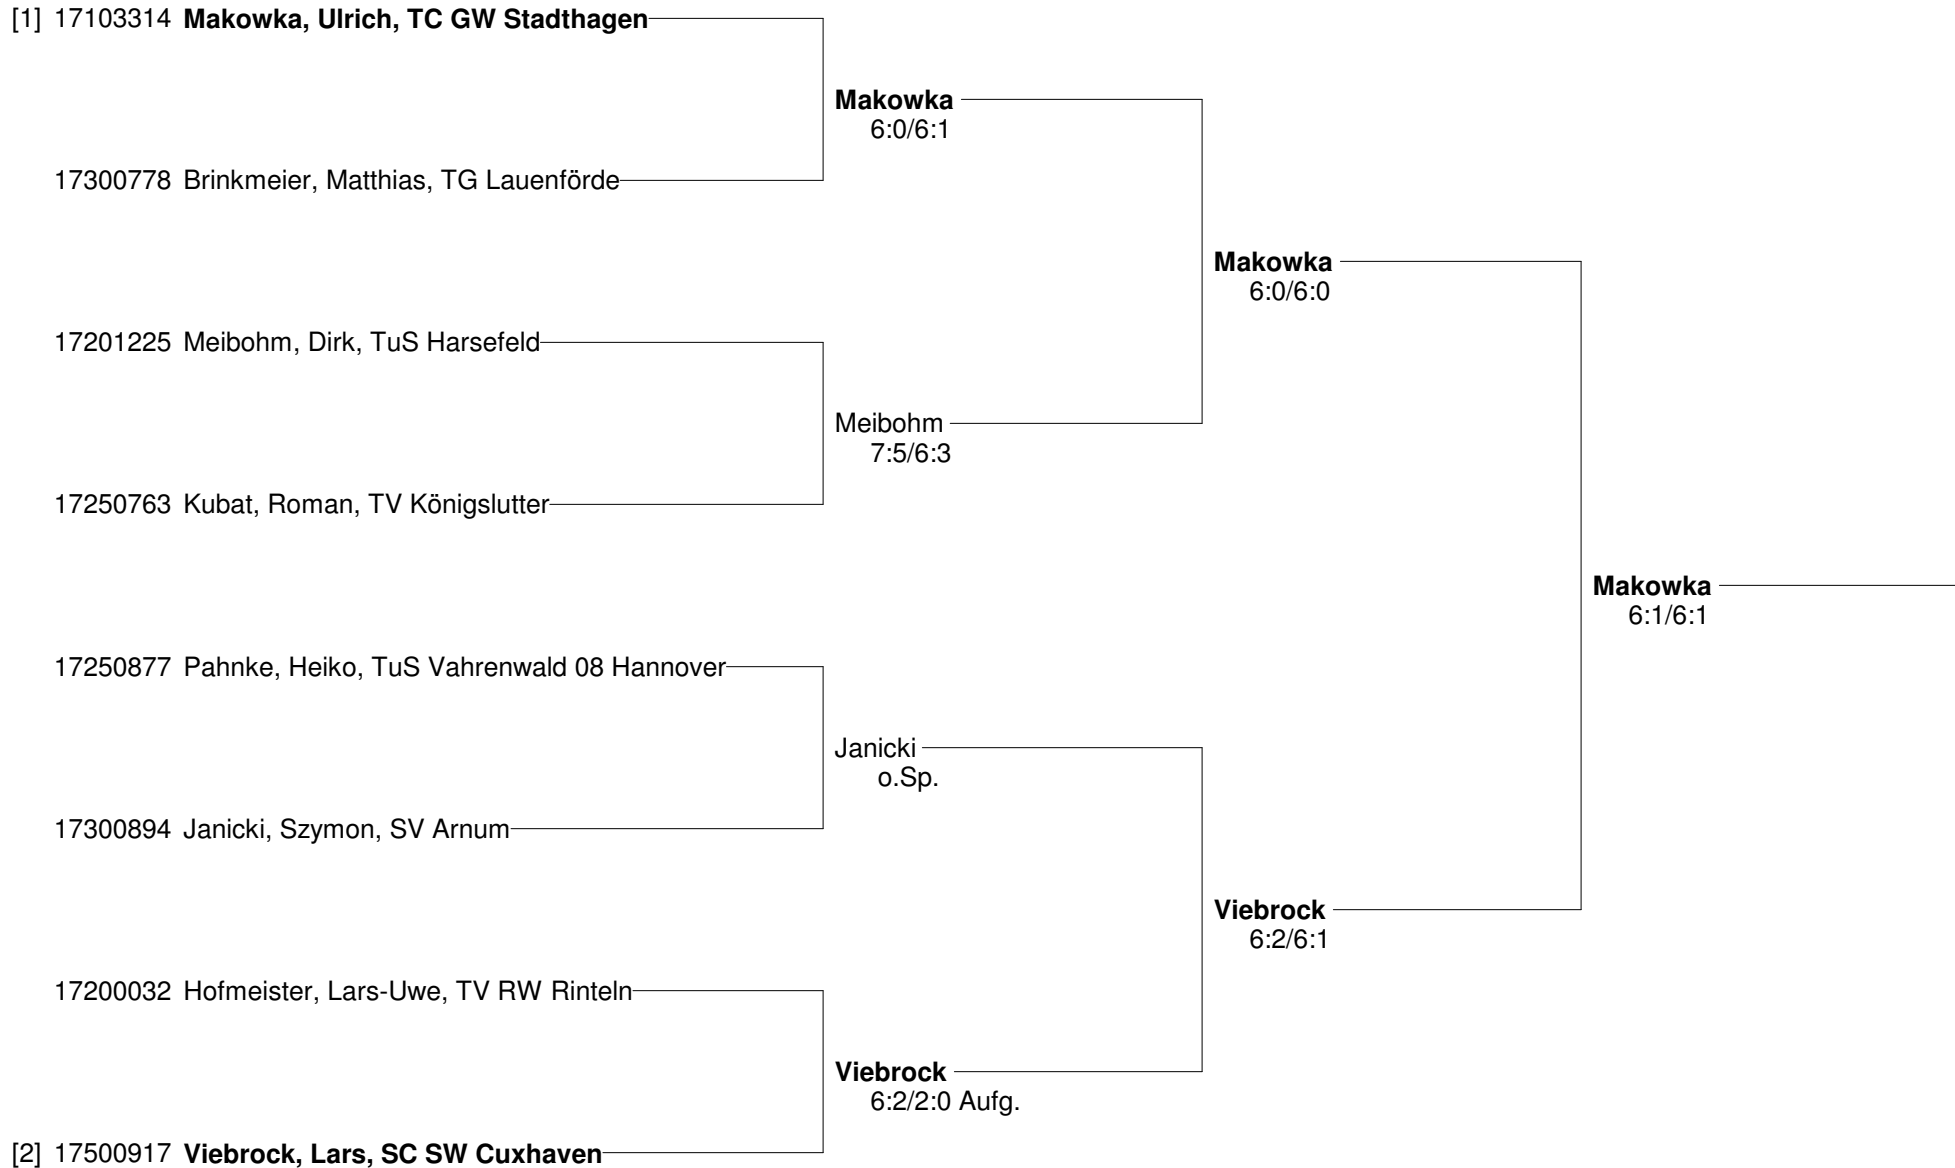 [1] 17103314 Makowka, Ulrich, TC GW Stadthagen
Makowka
6:0/6:1
17300778 Brinkmeier, Matthias, TG Lauenförde
Makowka
6:0/6:0
17201225 Meibohm, Dirk, TuS Harsefeld
Meibohm
7:5/6:3
17250763 Kubat, Roman, TV Königslutter
Makowka
6:1/6:1
17250877 Pahnke, Heiko, TuS Vahrenwald 08 Hannover
Janicki
o.Sp.
17300894 Janicki, Szymon, SV Arnum
Viebrock
6:2/6:1
17200032 Hofmeister, Lars-Uwe, TV RW Rinteln
Viebrock
6:2/2:0 Aufg.
[2] 17500917 Viebrock, Lars, SC SW Cuxhaven